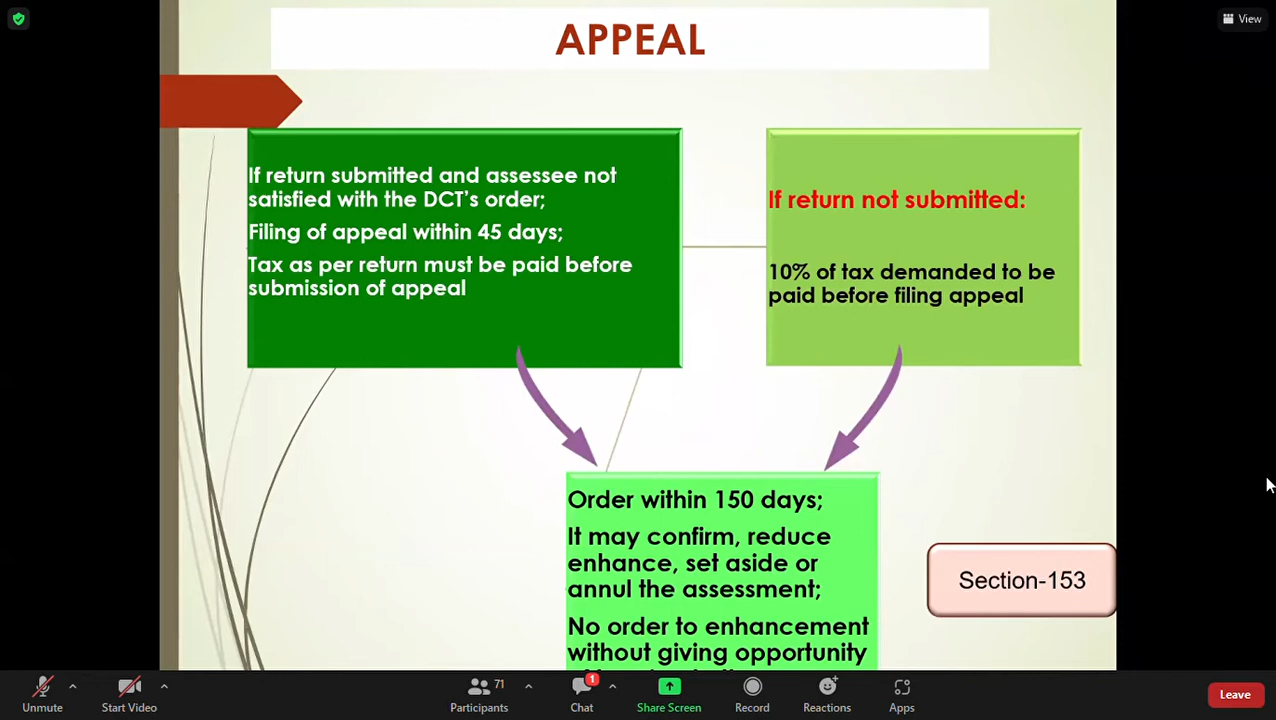 View
APPEAL
If return submitted and assessee not
satisfied with the DCT's order;
Filing of appeal within 45 days;
Tax as per return must be paid before
submission of appeal
If return not submitted:
10% of tax demanded to be
paid before filing appeal
Order within 150 days;
It may confirm, reduce
enhance, set aside or
annul the assessment;
No order to enhancement
without giving opportunity
Section-153
Unmute
Start Video
71
Participants
1
Chat
Share Screen
Record
Reactions
Apps
Leave